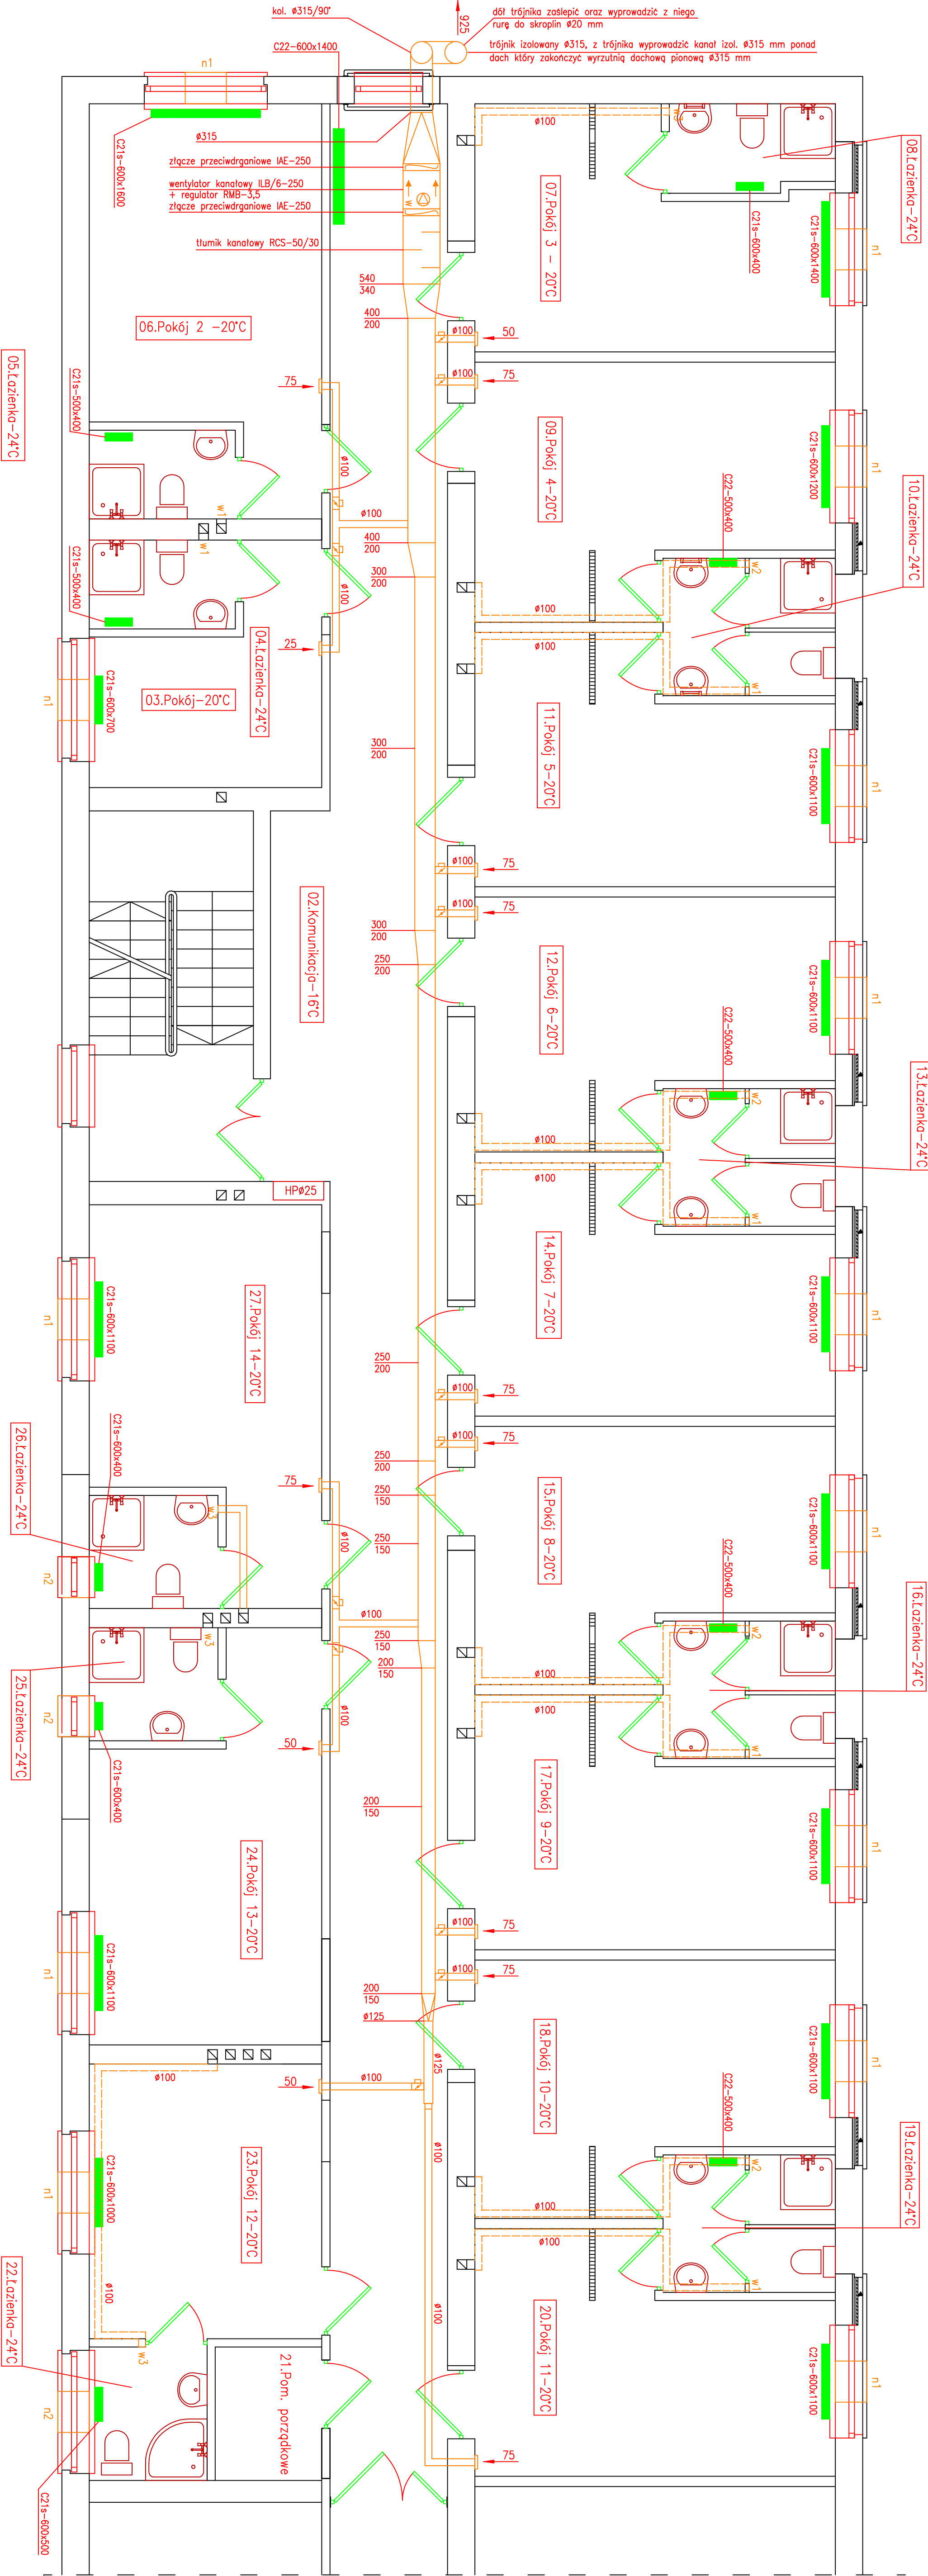 kol. ø315/90°
925
dół trójnika zaślepić oraz wyprowadzić z niego
rurę do skroplin ø20 mm
C22-600x1400
trójnik izolowany ø315, z trójnika wyprowadzić kanał izol. ø315 mm ponad
dach który zakończyć wyrzutnią dachową pionową ø315 mm
n1
C21s-600x1600
ø315
złącze przeciwdrganiowe IAE-250
wentylator kanałowy ILB/6-250
+ regulator RMB-3,5
złącze przeciwdrganiowe IAE-250
tłumik kanałowy RCS-50/30
W
540
340
400
200
ø100
w3
07.Pokój 3 - 20°C
08.Łazienka-24°C
C21s-600x400
C21s-600x1400
n1
06.Pokój 2 -20°C
05.Łazienka-24°C
C21s-500x400
75
ø100
50
ø100
75
ø100
ø100
09.Pokój 4-20°C
C21s-600x1200
n1
10.Łazienka-24°C
C22-500x400
w1
w1
400
200
300
200
ø100
C21s-500x400
25
04.Łazienka-24°C
03.Pokój-20°C
C21s-600x700
n1
w2
ø100
ø100
w1
11.Pokój 5-20°C
C21s-600x1100
n1
300
200
ø100
75
ø100
75
02.Komunikacja-16°C
300
200
250
200
12.Pokój 6-20°C
C21s-600x1100
n1
C22-500x400
13.Łazienka-24°C
w2
ø100
ø100
w1
HPø25
14.Pokój 7-20°C
C21s-600x1100
n1
27.Pokój 14-20°C
C21s-600x1100
n1
250
200
ø100
75
ø100
75
26.Łazienka-24°C
C21s-600x400
75
250
200
250
150
250
150
15.Pokój 8-20°C
C21s-600x1100
n1
C22-500x400
16.Łazienka-24°C
w3
ø100
n2
ø100
w3
w2
ø100
ø100
w1
250
150
200
150
25.Łazienka-24°C
n2
C21s-600x400
ø100
50
17.Pokój 9-20°C
C21s-600x1100
n1
200
150
24.Pokój 13-20°C
C21s-600x1100
n1
ø100
75
ø100
75
200
150
ø125
ø125
18.Pokój 10-20°C
C21s-600x1100
n1
C22-500x400
19.Łazienka-24°C
ø100
50
ø100
ø100
23.Pokój 12-20°C
C21s-600x1000
n1
w2
ø100
ø100
w1
22.Łazienka-24°C
ø100
ø100
w3
20.Pokój 11-20°C
C21s-600x1100
n1
21.Pom. porządkowe
n2
C21s-600x500
75